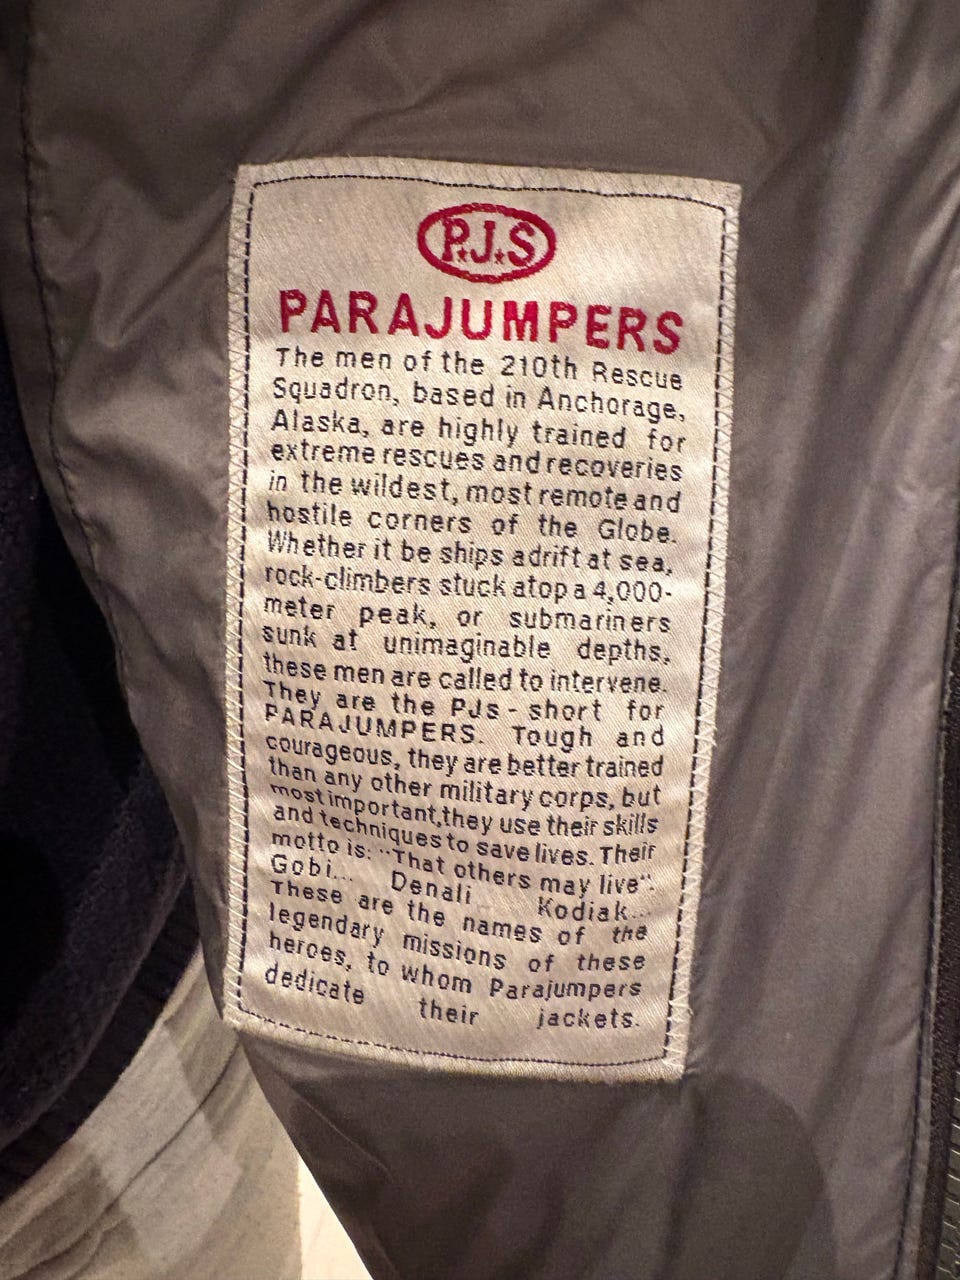 P.J.S
PARAJUMPERS
The men of the 210th Rescue
Squadron, based in Anchorage,
Alaska, are highly trained for
extreme rescues and recoveries
in the wildest, most remote and
hostile corners of the Globe.
Whether it be ships adrift at sea,
rock-climbers stuck atop a 4,000-
meter peak, or submariners
sunk at unimaginable depths,
these men are called to intervene.
They are the PJs - short for
PARAJUMPERS. Tough and
courageous, they are better trained
than any other military corps, but
most important,they use their skills
and techniques to save lives. Their
motto is: "That others may live".
Gobi... Denali... Kodiak...
These are the names of the
legendary missions of these
heroes, to whom Parajumpers
dedicate their jackets.